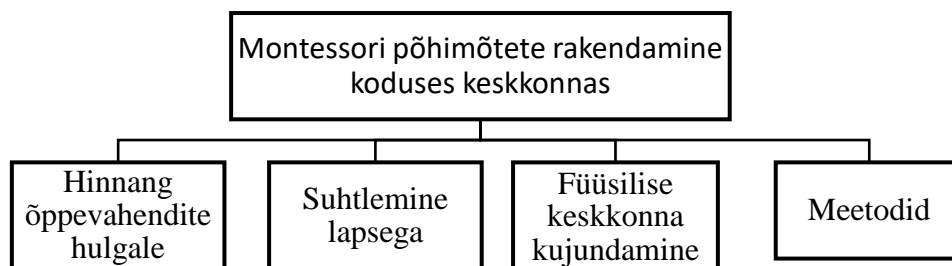 Montessori põhimõtete rakendamine
koduses keskkonnas
Hinnang
õppevahendite
hulgale
Suhtlemine
lapsega
Füüsilise
keskkonna
kujundamine
Meetodid